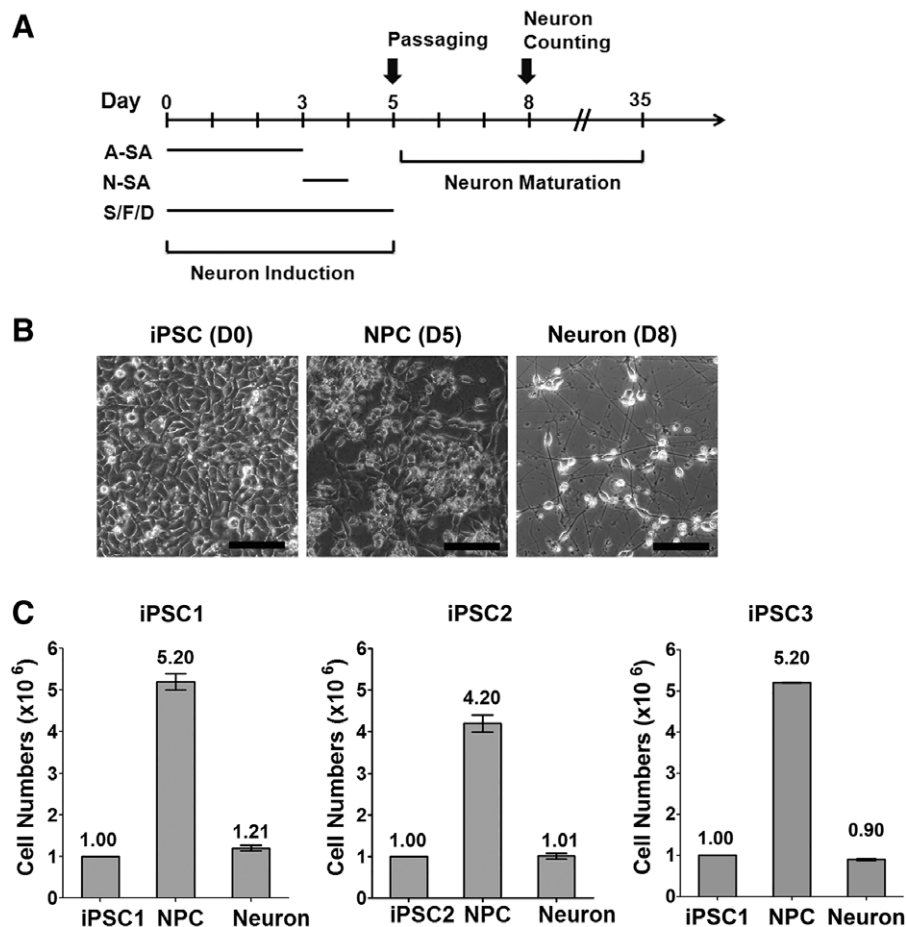 A
Passaging
Neuron
Counting
Day
0
3
5
8
35
A-SA
N-SA
S/F/D
Neuron Maturation
Neuron Induction
B
iPSC (D0)
NPC (D5)
Neuron (D8)
C
iPSC1
Cell Numbers (x10 6)
6
5
4
3
2
1
0
1.00
5.20
1.21
iPSC1
NPC
Neuron
iPSC2
Cell Numbers (x10 6)
6
5
4
3
2
1
0
1.00
4.20
1.01
iPSC2
NPC
Neuron
iPSC3
Cell Numbers (x10 6)
6
5
4
3
2
1
0
1.00
5.20
0.90
iPSC1
NPC
Neuron